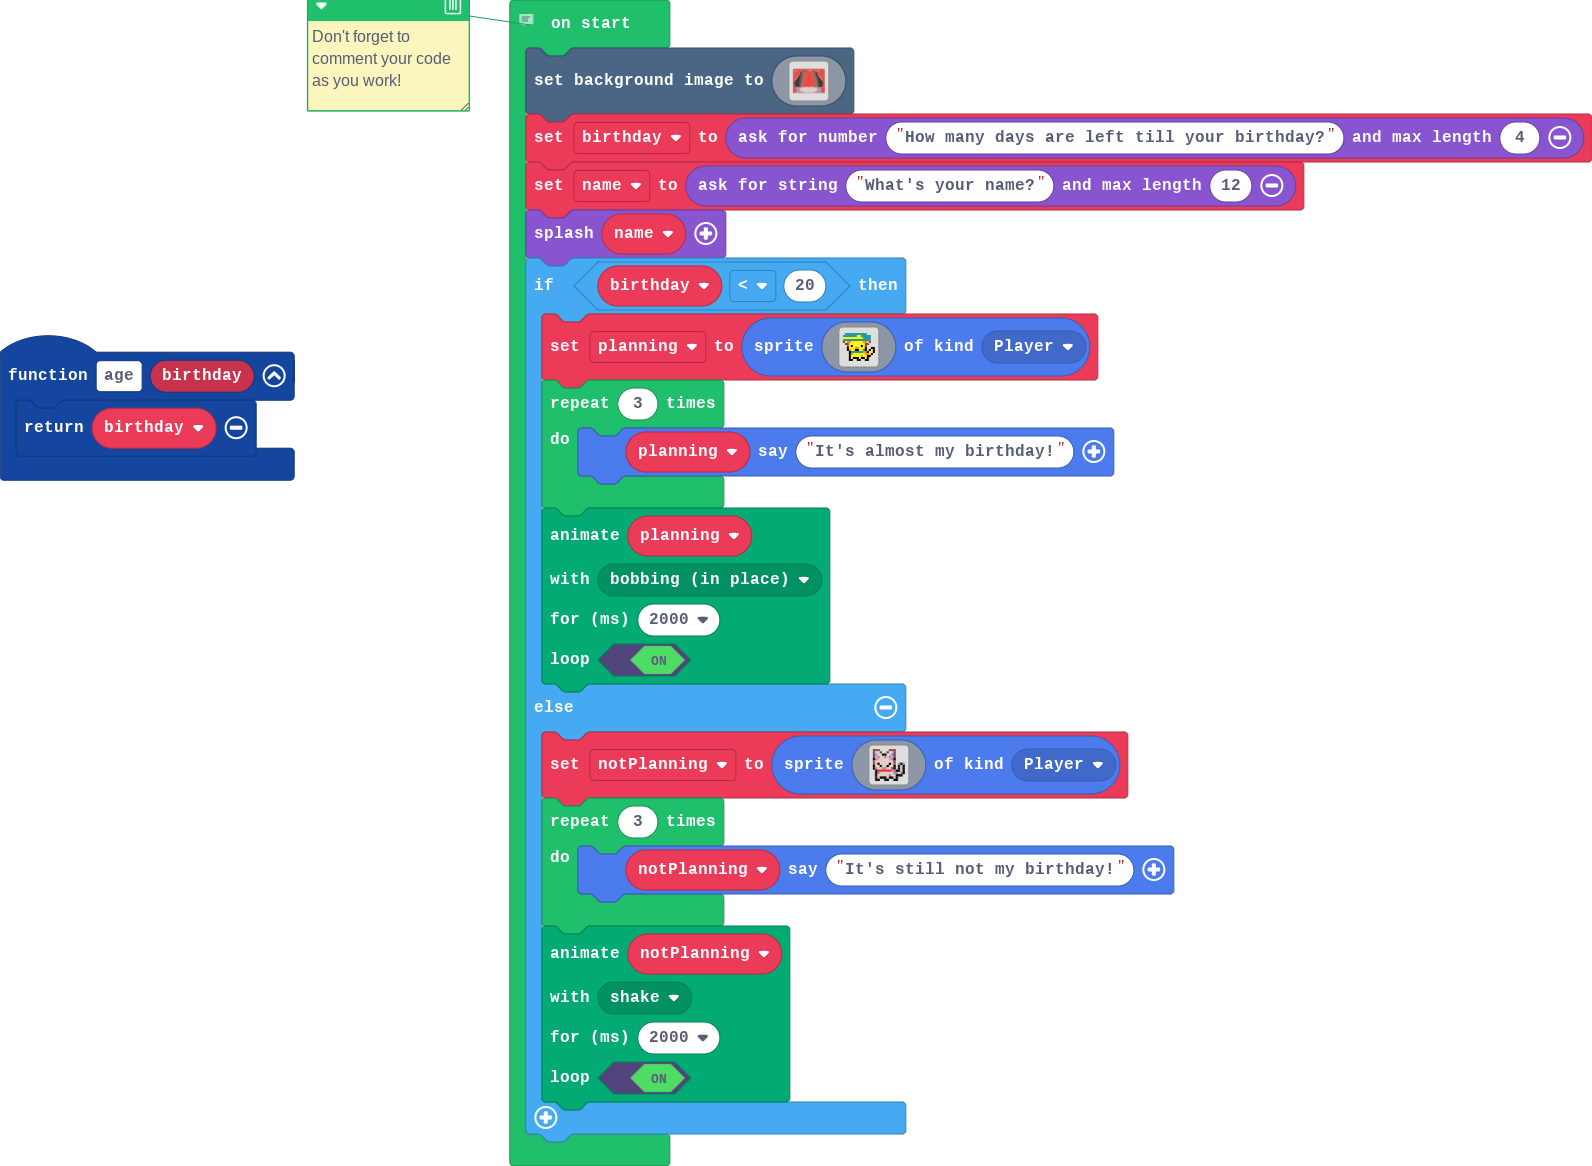 Don't forget to
comment your code
as you work!
on start
set background image to
set birthday to ask for number "How many days are left till your birthday?" and max length 4
set name to ask for string "What's your name?" and max length 12
splash name
if birthday < 20 then
set planning to sprite of kind Player
repeat 3 times
do planning say "It's almost my birthday!"
animate planning
with bobbing (in place)
for (ms) 2000
loop ON
else
set notPlanning to sprite of kind Player
repeat 3 times
do notPlanning say "It's still not my birthday!"
animate notPlanning
with shake
for (ms) 2000
loop ON
function age birthday
return birthday